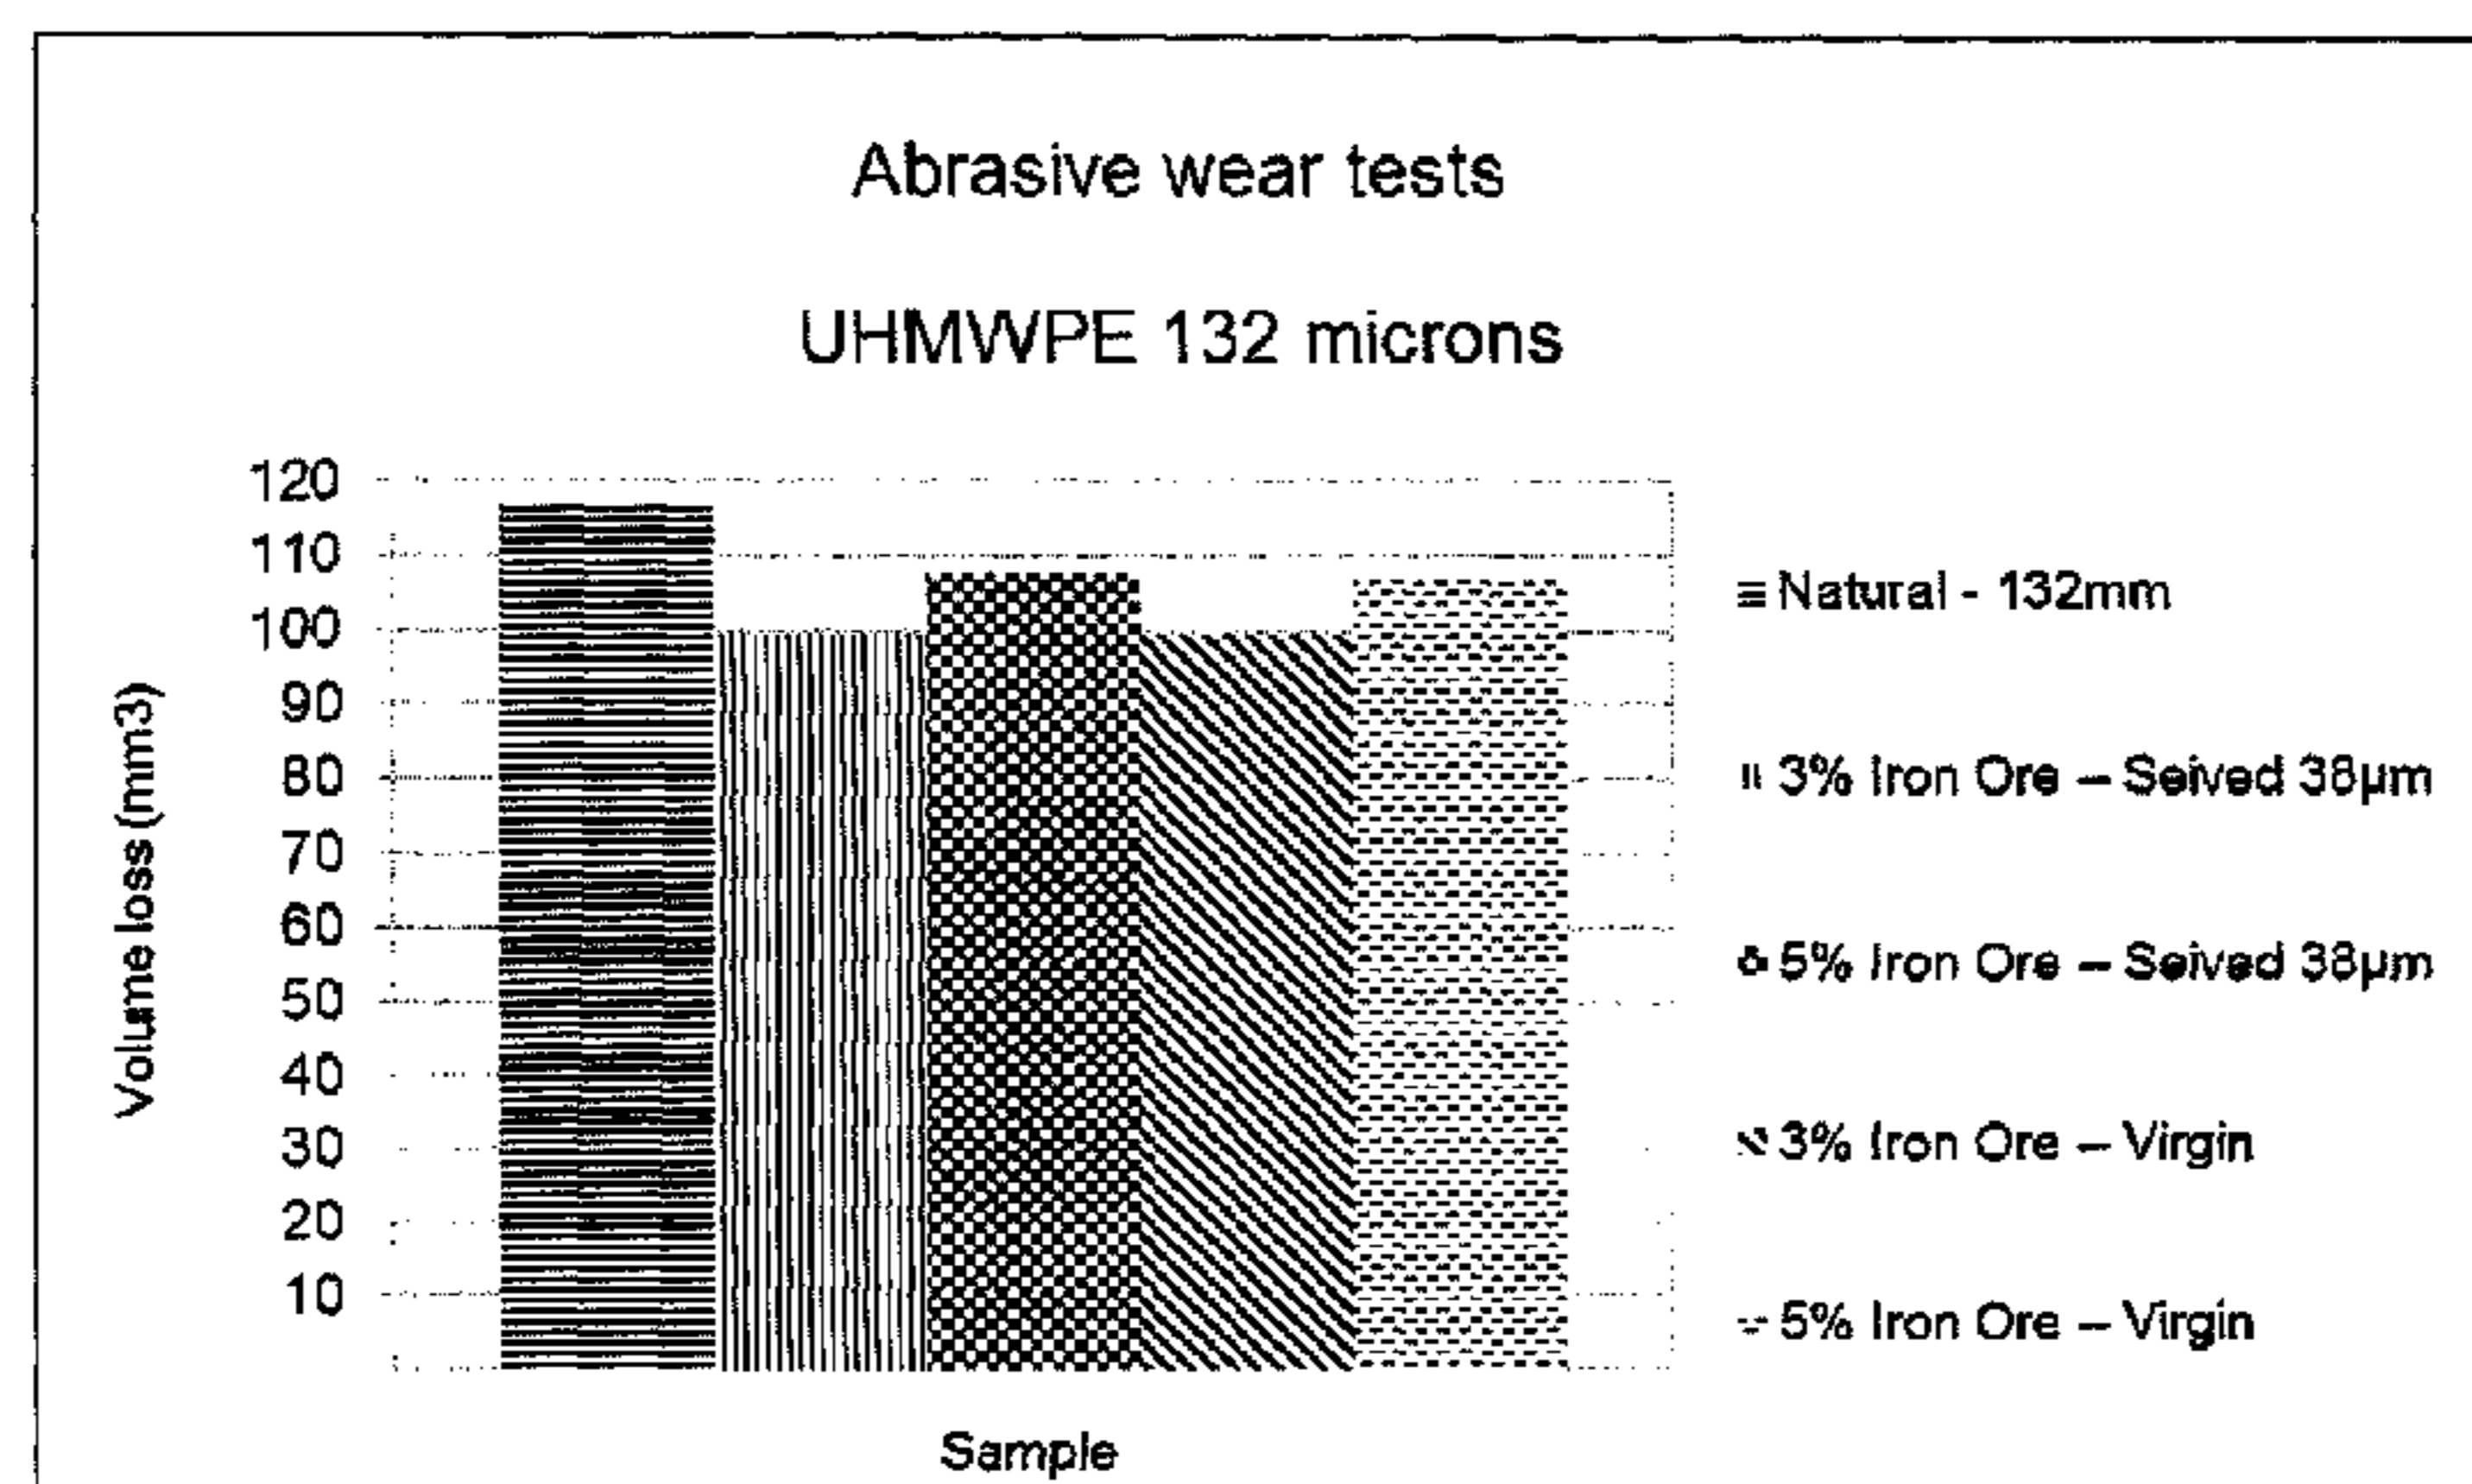 Abrasive wear tests
UHMWPE 132 microns
120
110
100
90
80
70
60
50
40
30
20
10
Volume loss (mm3)
Sample
Natural - 132mm
3% Iron Ore – Seived 38µm
5% Iron Ore – Seived 38µm
3% Iron Ore – Virgin
5% Iron Ore – Virgin